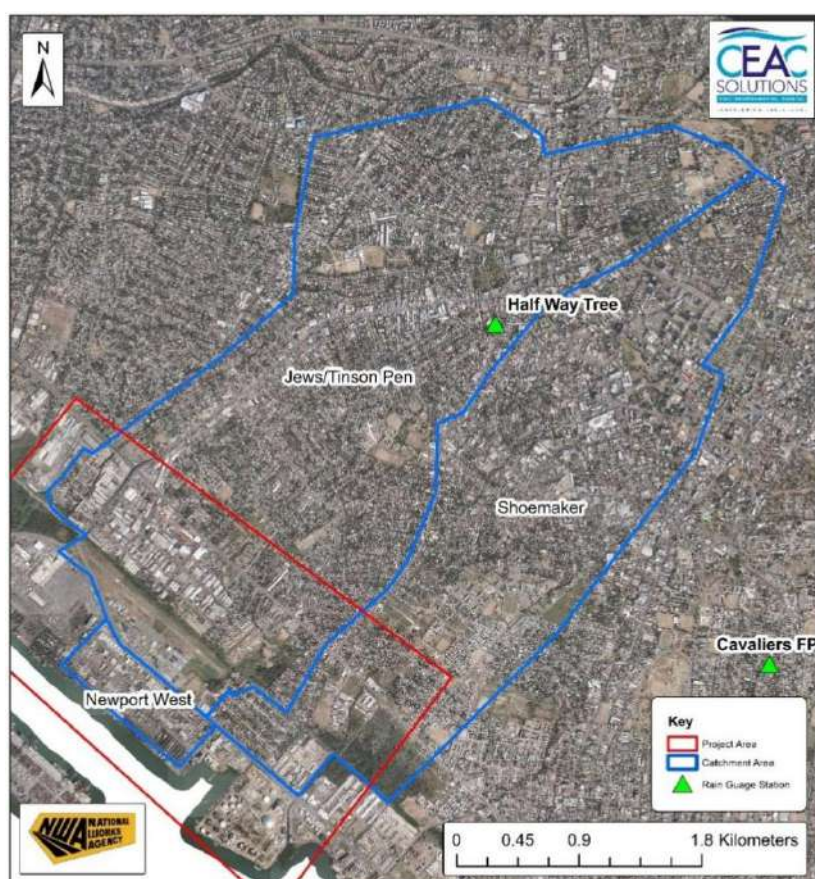 N
CEAC
SOLUTIONS
Half Way Tree
Jews/Tinson Pen
Shoemaker
Cavaliers FP
Newport West
Key
Project Area
Catchment Area
Rain Guage Station
NWA NATIONAL
WORKS
AGENCY
0 0.45 0.9 1.8 Kilometers